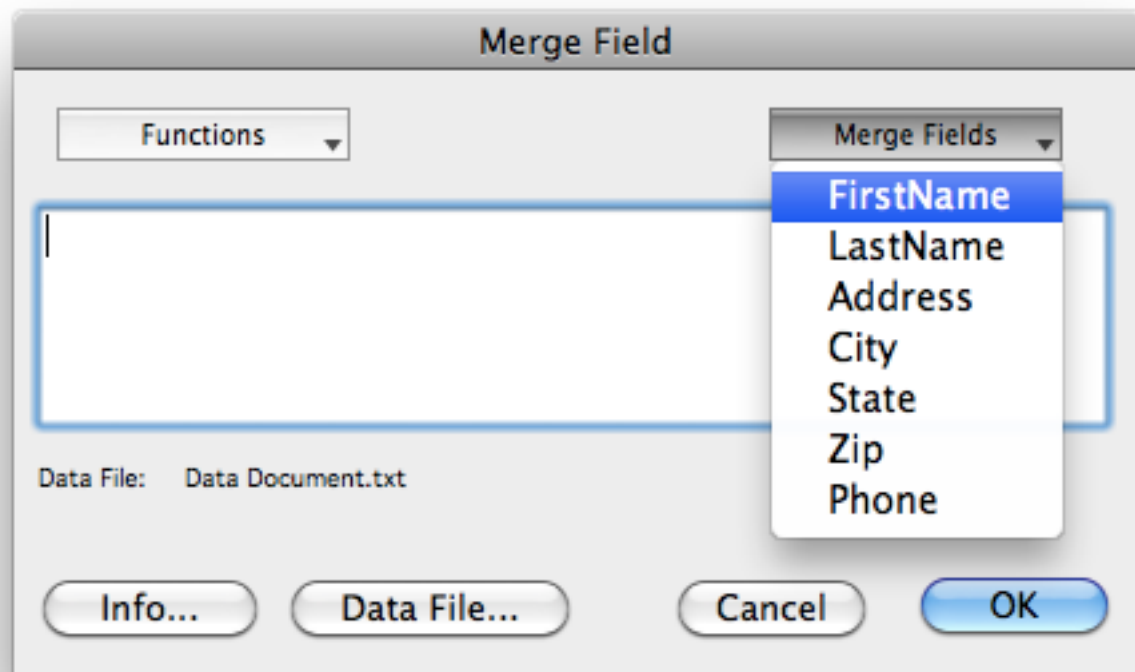 Merge Field
Functions
Merge Fields
FirstName
LastName
Address
City
State
Zip
Phone
Data File: Data Document.txt
Info...
Data File...
Cancel
OK